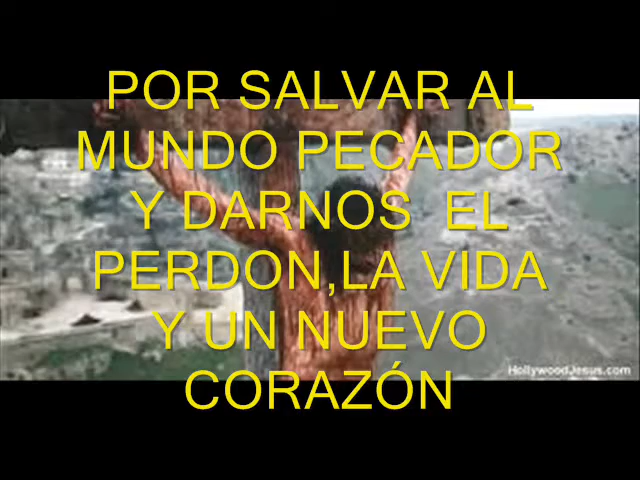 POR SALVAR AL
MUNDO PECADOR
Y DARNOS  EL
PERDON,LA VIDA
Y UN NUEVO
CORAZÓN
HollywoodJesus.com